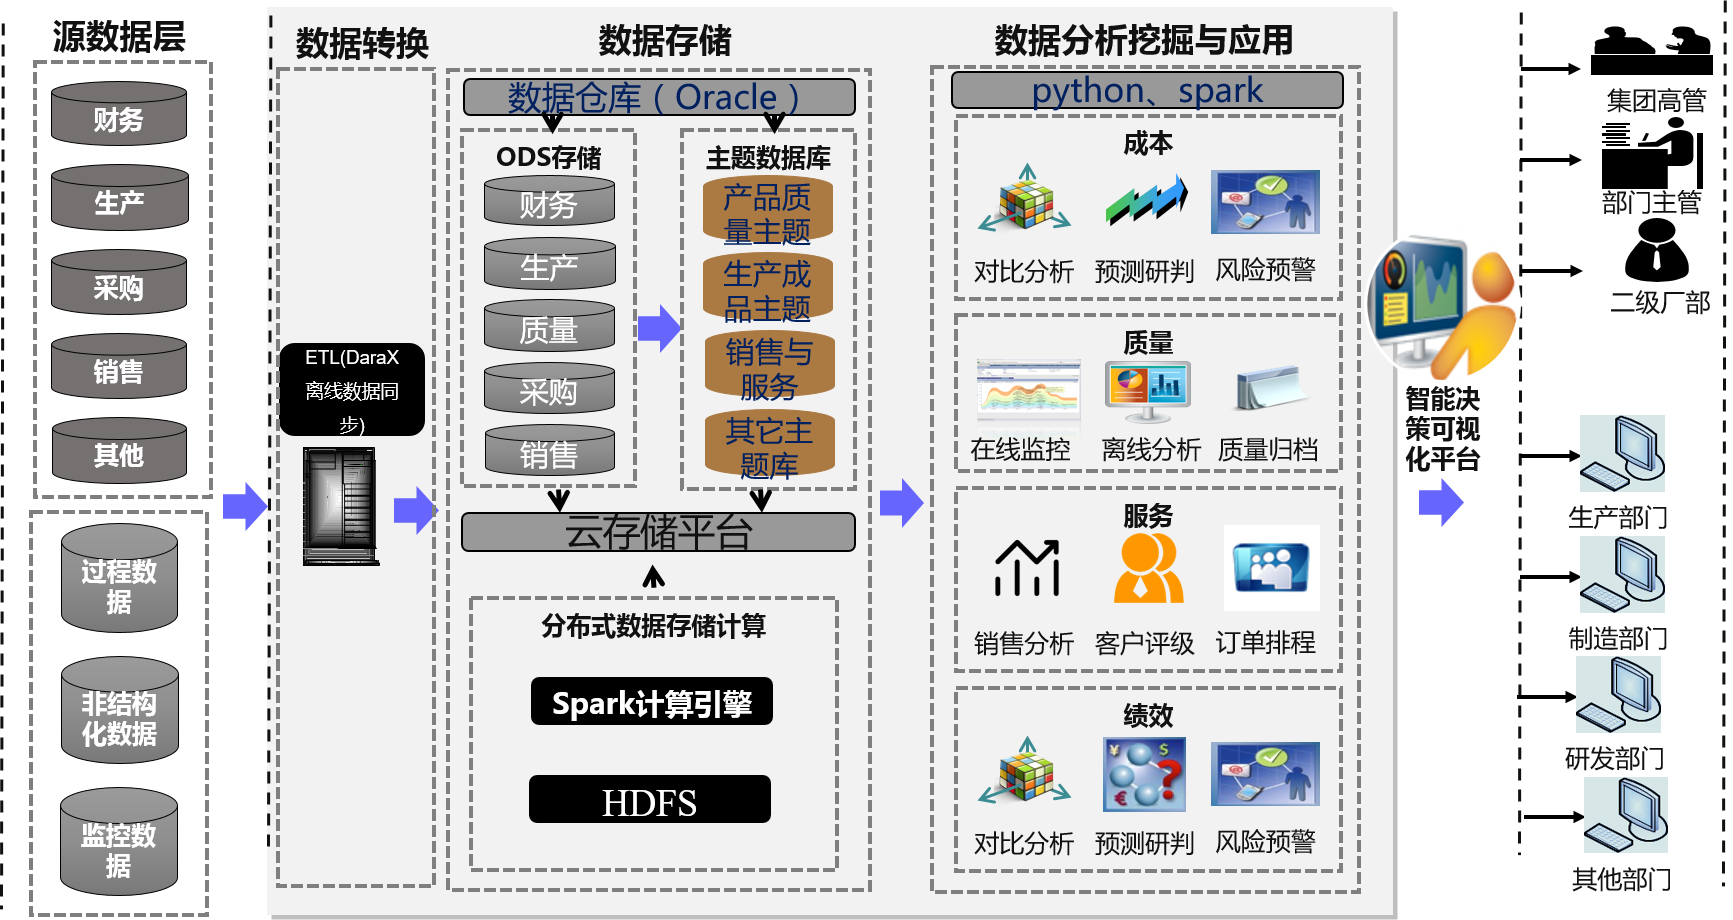 源数据层
财务
生产
采购
销售
其他
过程数
据
非结构
化数据
监控数
据
数据转换
ETL(DaraX
离线数据同
步)
数据存储
数据仓库（Oracle）
ODS存储
财务
生产
质量
采购
销售
主题数据库
产品质
量主题
生产成
品主题
销售与
服务
其它主
题库
云存储平台
分布式数据存储计算
Spark计算引擎
HDFS
数据分析挖掘与应用
python、spark
成本
对比分析
预测研判
风险预警
质量
在线监控
离线分析
质量归档
服务
销售分析
客户评级
订单排程
绩效
对比分析
预测研判
风险预警
智能决
策可视
化平台
集团高管
部门主管
二级厂部
生产部门
制造部门
研发部门
其他部门